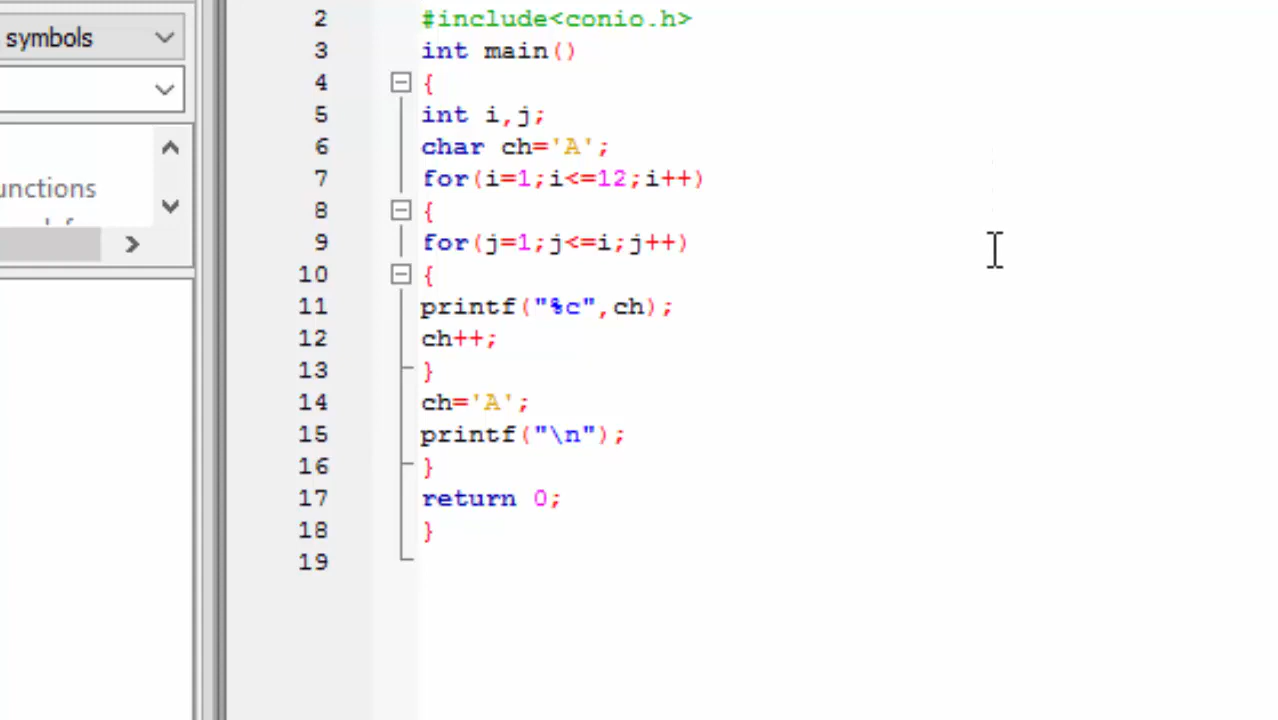 symbols
unctions
2 #include<conio.h>
3 int main()
4 {
5 int i,j;
6 char ch='A';
7 for(i=1;i<=12;i++)
8 {
9 for(j=1;j<=i;j++)
10 {
11 printf("%c",ch);
12 ch++;
13 }
14 ch='A';
15 printf("\n");
16 }
17 return 0;
18 }
19